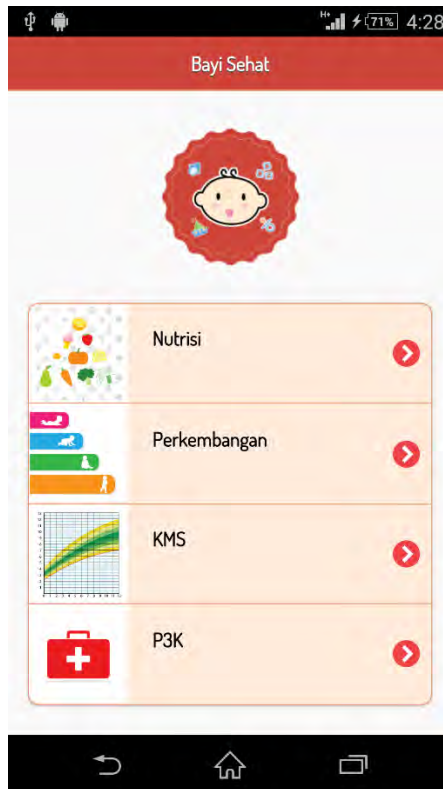 H+ 71% 4:28
Bayi Sehat
Nutrisi
Perkembangan
KMS
P3K